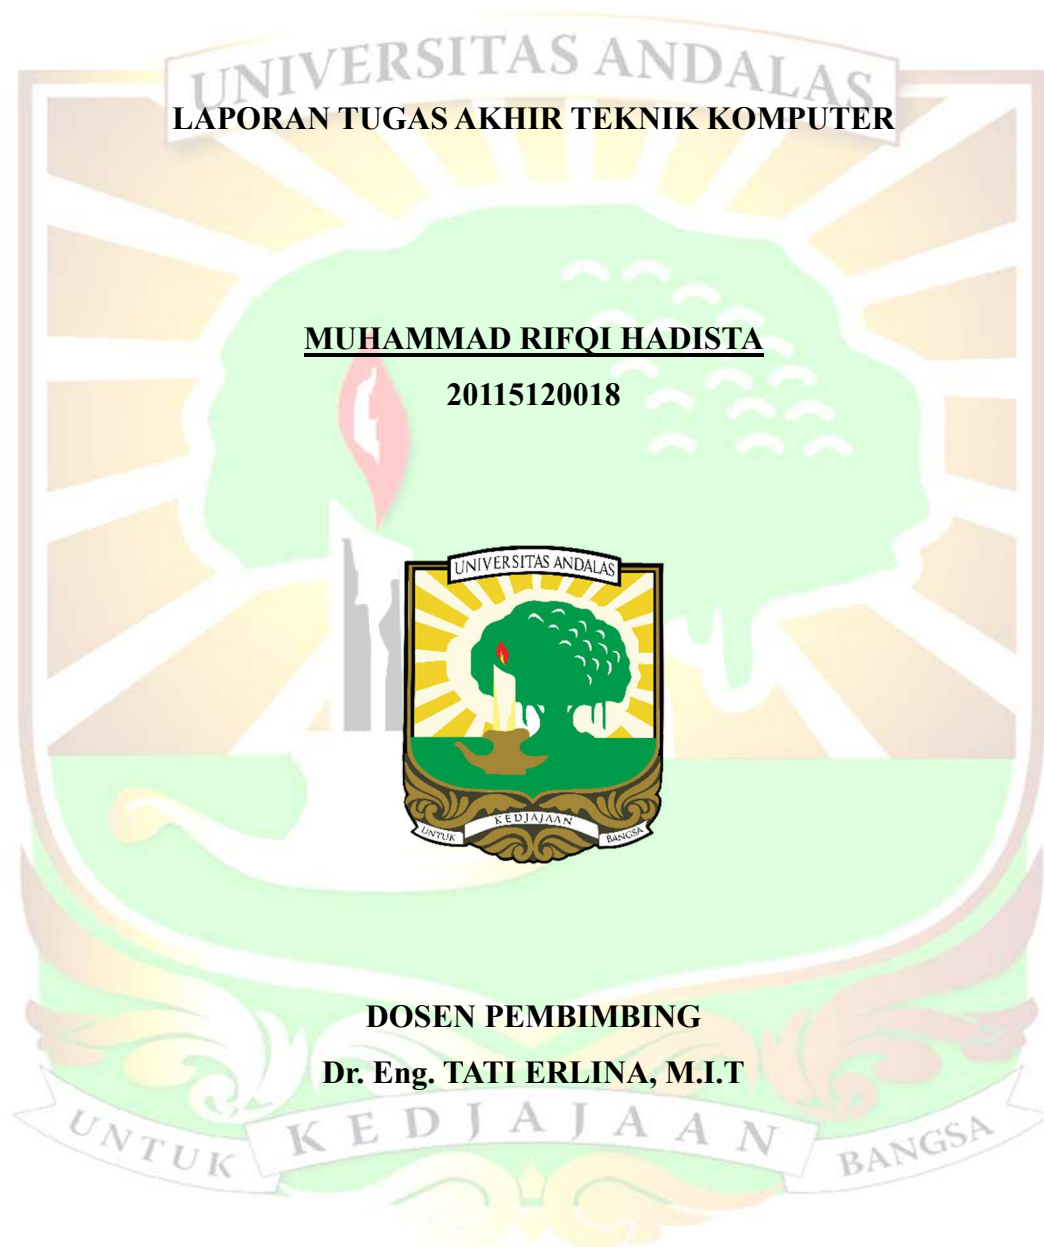 UNIVERSITAS ANDALAS
LAPORAN TUGAS AKHIR TEKNIK KOMPUTER
MUHAMMAD RIFQI HADISTA
20115120018
UNIVERSITAS ANDALAS
UNTUK KEDJAJAAN BANGSA
DOSEN PEMBIMBING
Dr. Eng. TATI ERLINA, M.I.T
UNTUK KEDJAJAAN BANGSA